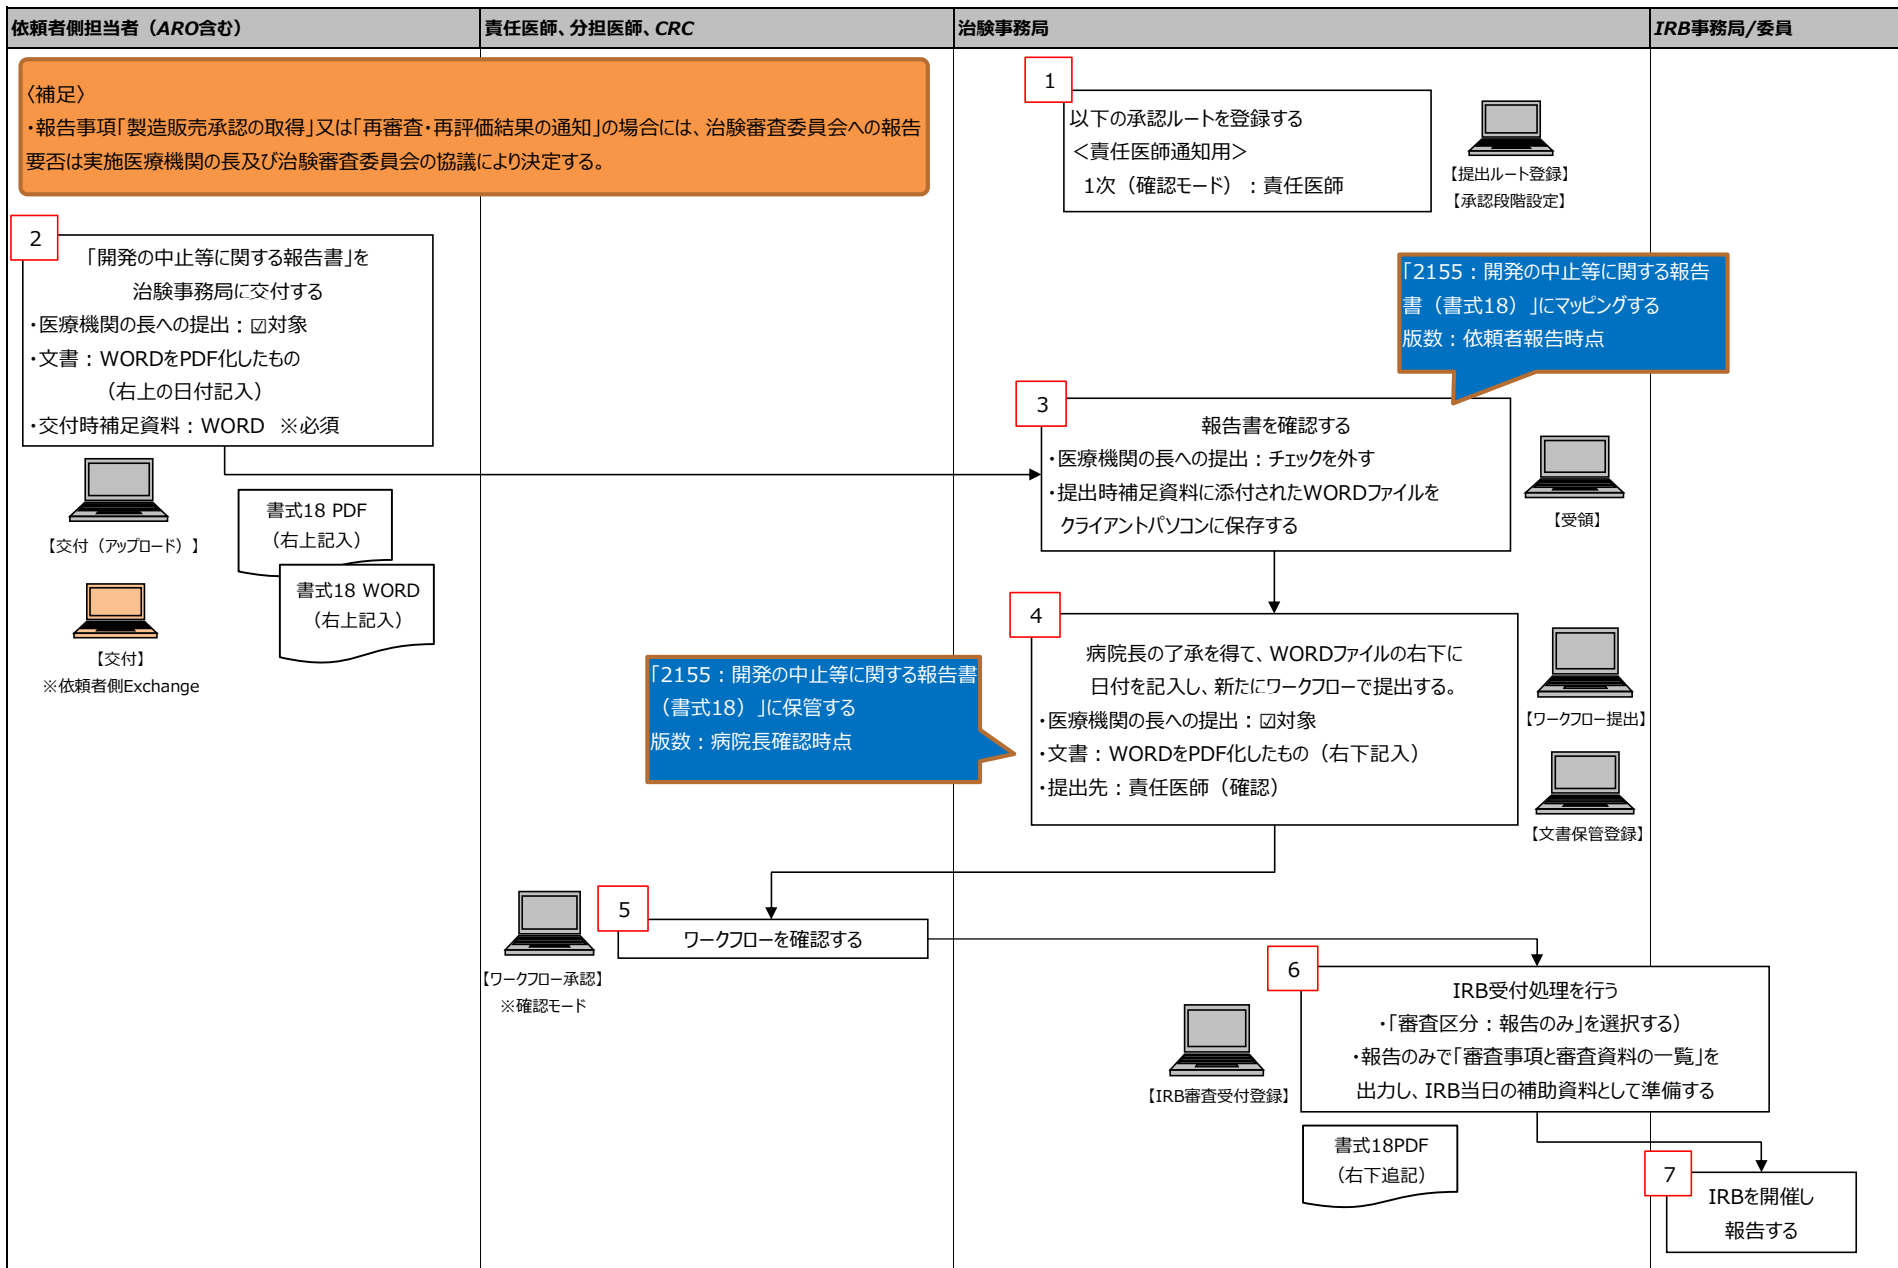 依頼者側担当者（ARO含む）
責任医師、分担医師、CRC
治験事務局
IRB事務局/委員
〈補足〉
・報告事項「製造販売承認の取得」又は「再審査・再評価結果の通知」の場合には、治験審査委員会への報告
要否は実施医療機関の長及び治験審査委員会の協議により決定する。
1
以下の承認ルートを登録する
＜責任医師通知用＞
1次（確認モード）：責任医師
【提出ルート登録】
【承認段階設定】
2
「開発の中止等に関する報告書」を
治験事務局に交付する
・医療機関の長への提出：☑対象
・文書：WORDをPDF化したもの
（右上の日付記入）
・交付時補足資料：WORD ※必須
【交付（アップロード）】
書式18 PDF
（右上記入）
書式18 WORD
（右上記入）
【交付】
※依頼者側Exchange
「2155：開発の中止等に関する報告
書（書式18）」にマッピングする
版数：依頼者報告時点
3
報告書を確認する
・医療機関の長への提出：チェックを外す
・提出時補足資料に添付されたWORDファイルを
クライアントパソコンに保存する
【受領】
4
病院長の了承を得て、WORDファイルの右下に
日付を記入し、新たにワークフローで提出する。
・医療機関の長への提出：☑対象
・文書：WORDをPDF化したもの（右下記入）
・提出先：責任医師（確認）
【ワークフロー提出】
【文書保管登録】
「2155：開発の中止等に関する報告書
（書式18）」に保管する
版数：病院長確認時点
5
ワークフローを確認する
【ワークフロー承認】
※確認モード
6
IRB受付処理を行う
・「審査区分：報告のみ」を選択する）
・報告のみで「審査事項と審査資料の一覧」を
出力し、IRB当日の補助資料として準備する
【IRB審査受付登録】
書式18PDF
（右下追記）
7
IRBを開催し
報告する